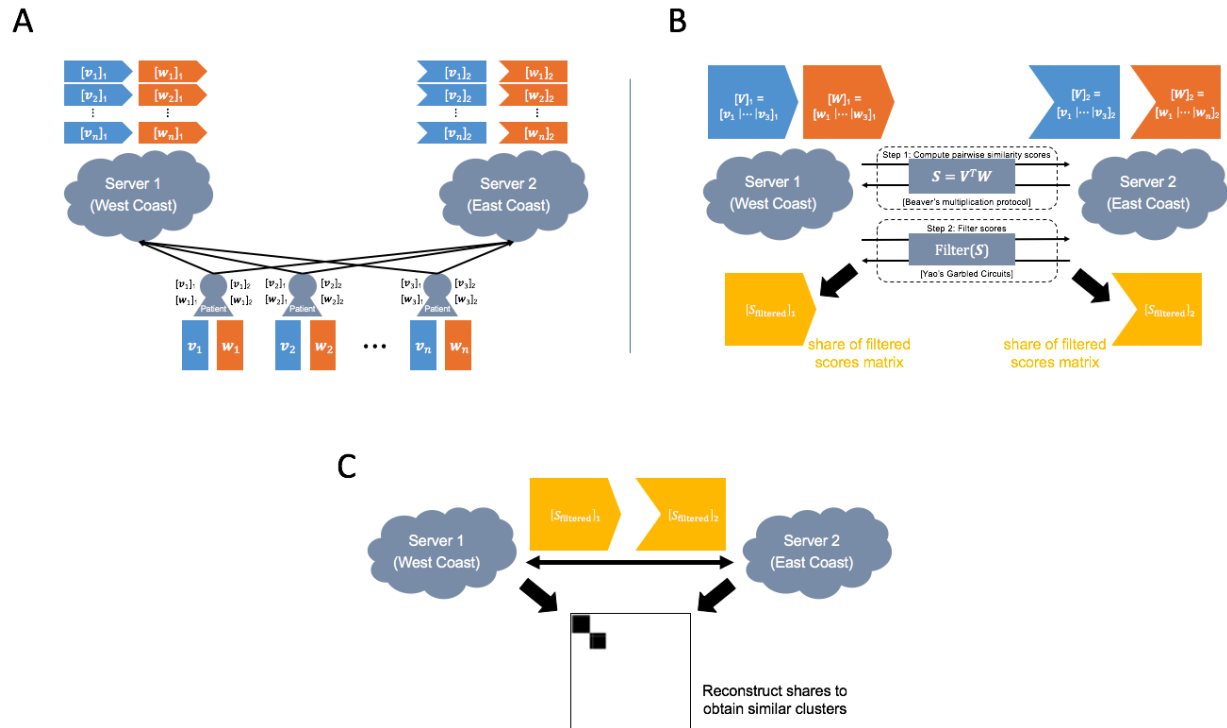 A
[v₁]₁ [w₁]₁
[v₂]₁ [w₂]₁
⋮ ⋮
[vₙ]₁ [wₙ]₁
Server 1
(West Coast)
[v₁]₂ [w₁]₂
[v₂]₂ [w₂]₂
⋮ ⋮
[vₙ]₂ [wₙ]₂
Server 2
(East Coast)
[v₁]₁ [v₁]₂
[w₁]₁ [w₁]₂
Patient
[v₂]₁ [v₂]₂
[w₂]₁ [w₂]₂
Patient
[v₃]₁ [v₃]₂
[w₃]₁ [w₃]₂
Patient
v₁ w₁ v₂ w₂ ••• vₙ wₙ
B
[V]₁ =
[v₁ |⋯|v₃]₁
[W]₁ =
[w₁ |⋯|w₃]₁
[V]₂ =
[v₁ |⋯|v₃]₂
[W]₂ =
[w₁ |⋯|wₙ]₂
Server 1
(West Coast)
Step 1: Compute pairwise similarity scores
S = VᵀW
[Beaver's multiplication protocol]
Step 2: Filter scores
Filter(S)
[Yao's Garbled Circuits]
Server 2
(East Coast)
[S_filtered]₁
share of filtered
scores matrix
[S_filtered]₂
share of filtered
scores matrix
C
[S_filtered]₁ [S_filtered]₂
Server 1
(West Coast)
Server 2
(East Coast)
Reconstruct shares to
obtain similar clusters